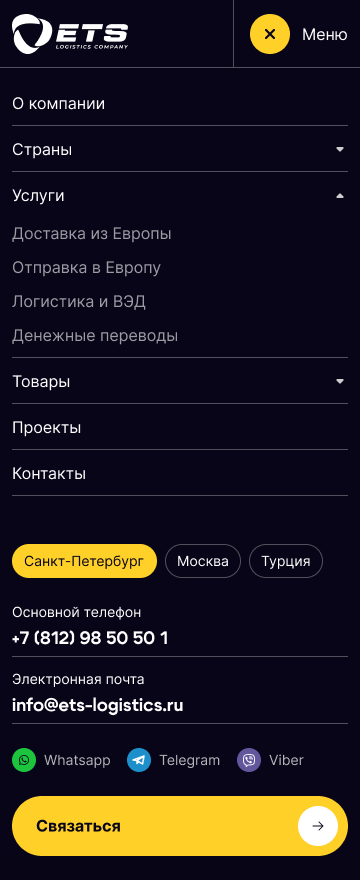 ETS
LOGISTICS COMPANY
Меню
О компании
Страны
Услуги
Доставка из Европы
Отправка в Европу
Логистика и ВЭД
Денежные переводы
Товары
Проекты
Контакты
Санкт-Петербург Москва Турция
Основной телефон
+7 (812) 98 50 50 1
Электронная почта
info@ets-logistics.ru
Whatsapp Telegram Viber
Связаться